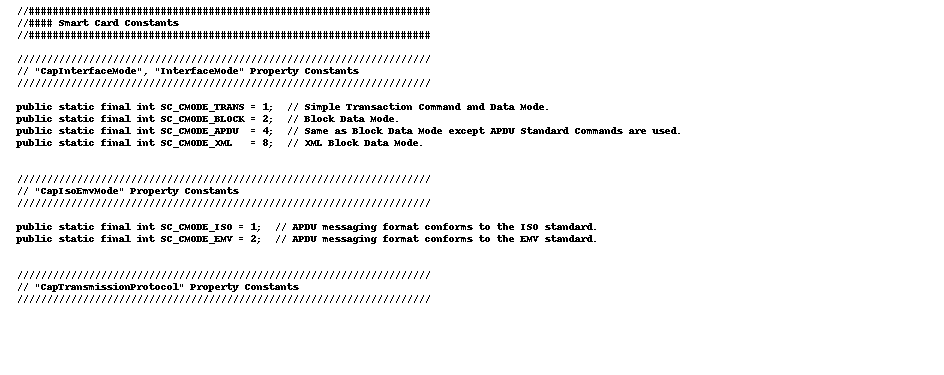 //###################################################################
//#### Smart Card Constants
//###################################################################
/////////////////////////////////////////////////////////////////////
// "CapInterfaceMode", "InterfaceMode" Property Constants
/////////////////////////////////////////////////////////////////////
public static final int SC_CMODE_TRANS = 1;  // Simple Transaction Command and Data Mode.
public static final int SC_CMODE_BLOCK = 2;  // Block Data Mode.
public static final int SC_CMODE_APDU  = 4;  // Same as Block Data Mode except APDU Standard Commands are used.
public static final int SC_CMODE_XML   = 8;  // XML Block Data Mode.
/////////////////////////////////////////////////////////////////////
// "CapIsoEmvMode" Property Constants
/////////////////////////////////////////////////////////////////////
public static final int SC_CMODE_ISO = 1;  // APDU messaging format conforms to the ISO standard.
public static final int SC_CMODE_EMV = 2;  // APDU messaging format conforms to the EMV standard.
/////////////////////////////////////////////////////////////////////
// "CapTransmissionProtocol" Property Constants
/////////////////////////////////////////////////////////////////////